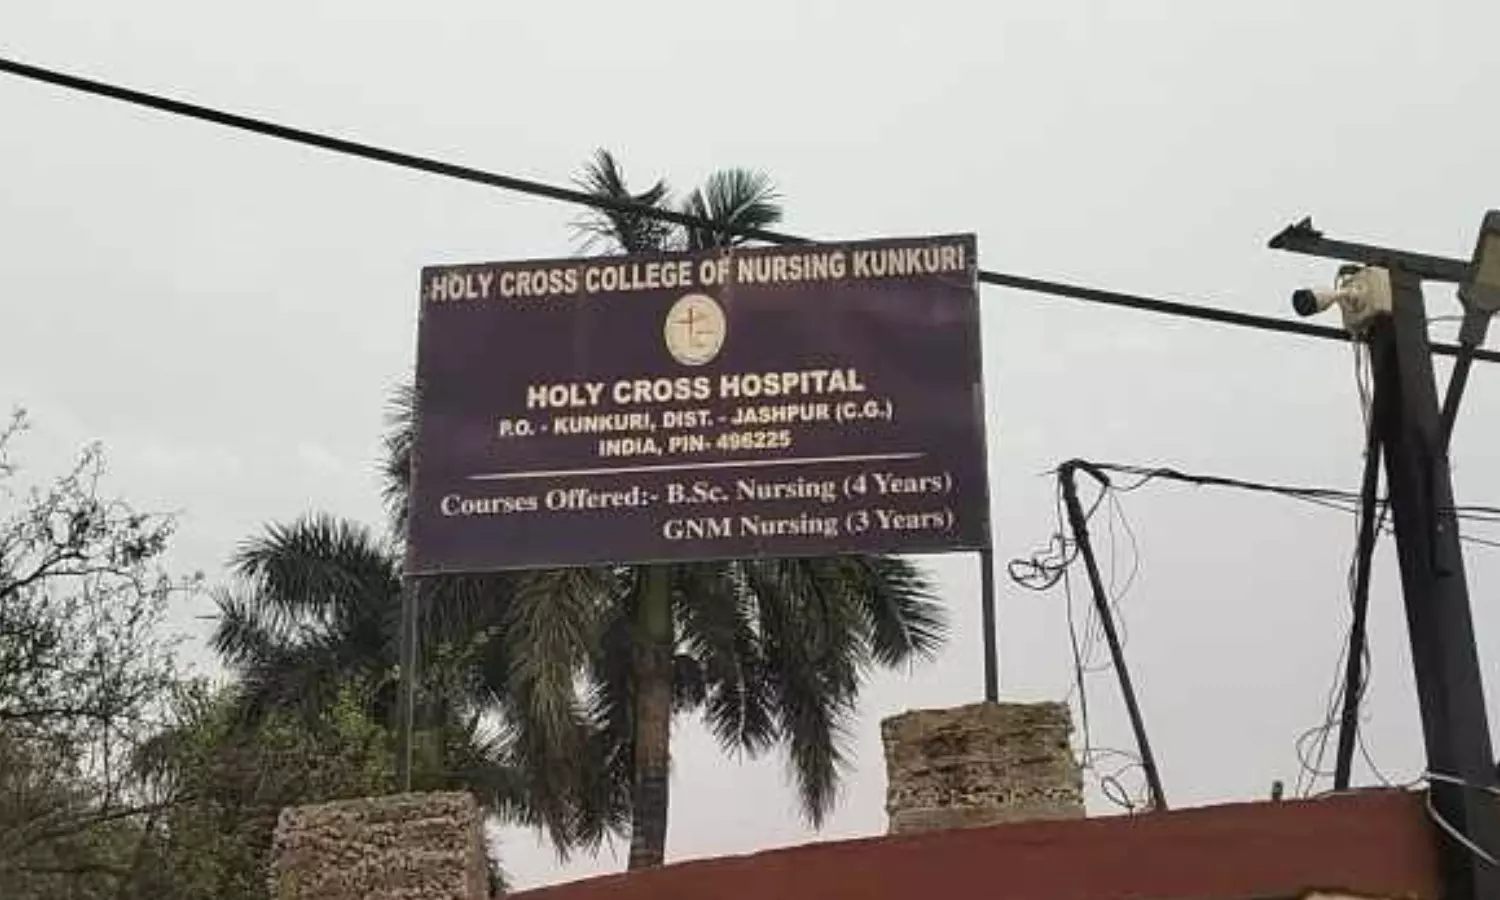 HOLY CROSS COLLEGE OF NURSING KUNKURI
HOLY CROSS HOSPITAL
P.O. - KUNKURI, DIST. - JASHPUR (C.G.)
INDIA, PIN- 496225
Courses Offered:- B.Sc. Nursing (4 Years)
GNM Nursing (3 Years)